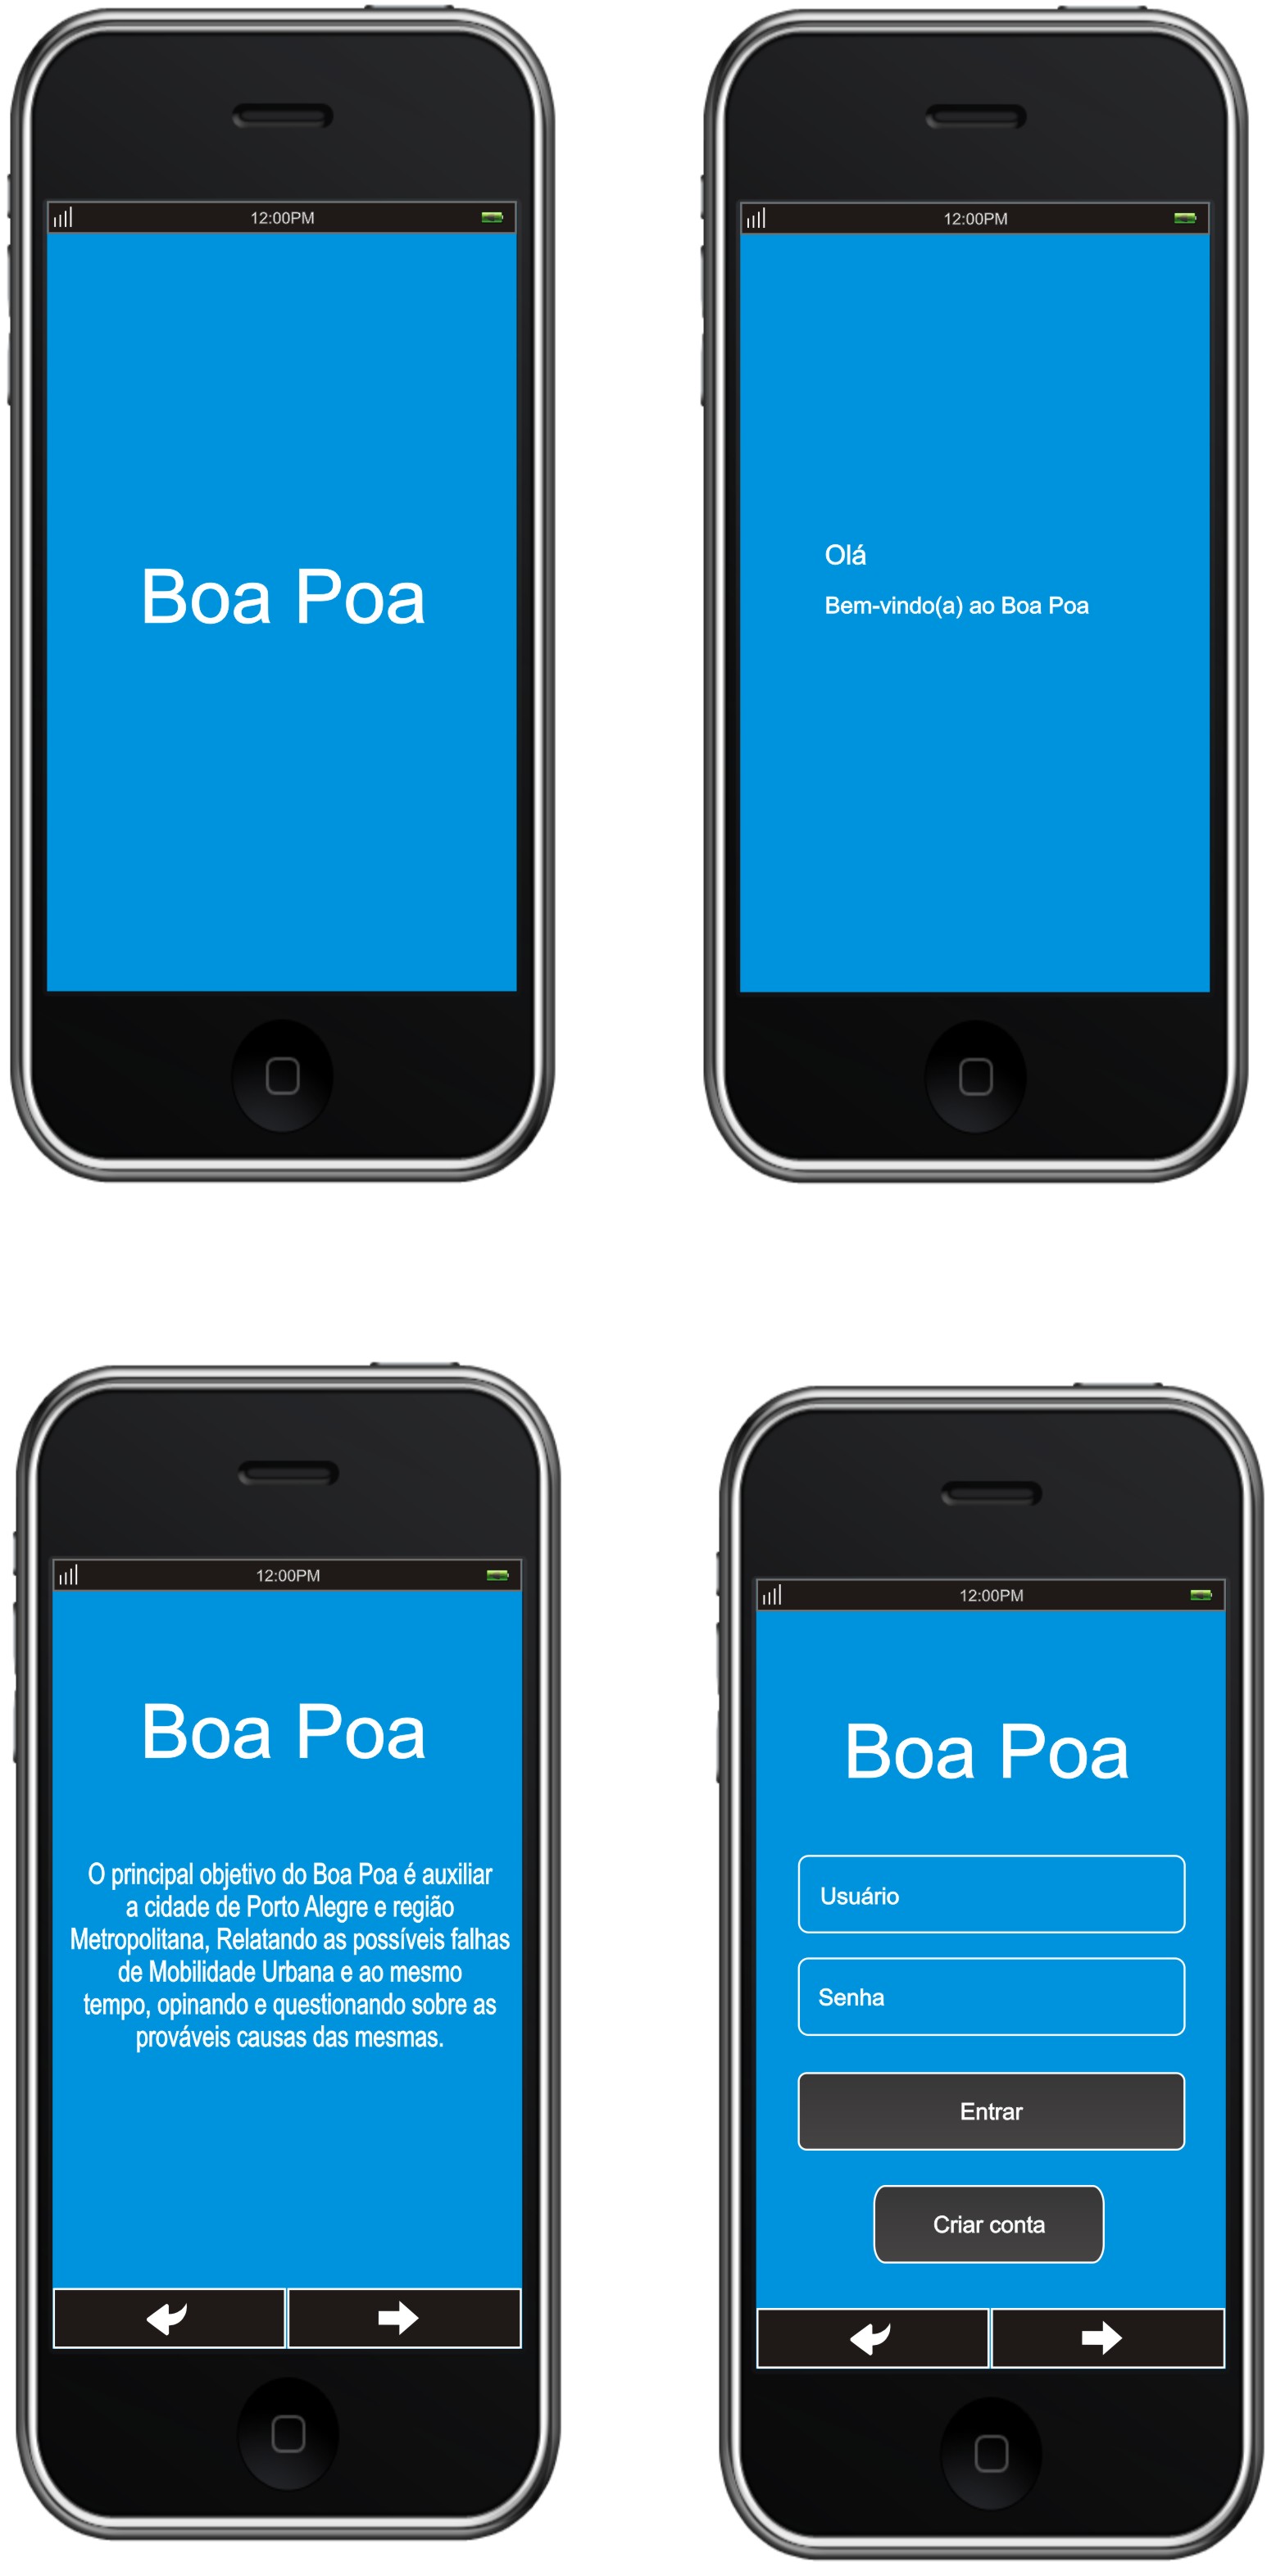 12:00PM
Boa Poa
12:00PM
Olá
Bem-vindo(a) ao Boa Poa
12:00PM
Boa Poa
O principal objetivo do Boa Poa é auxiliar
a cidade de Porto Alegre e região
Metropolitana, Relatando as possíveis falhas
de Mobilidade Urbana e ao mesmo
tempo, opinando e questionando sobre as
prováveis causas das mesmas.
12:00PM
Boa Poa
Usuário
Senha
Entrar
Criar conta